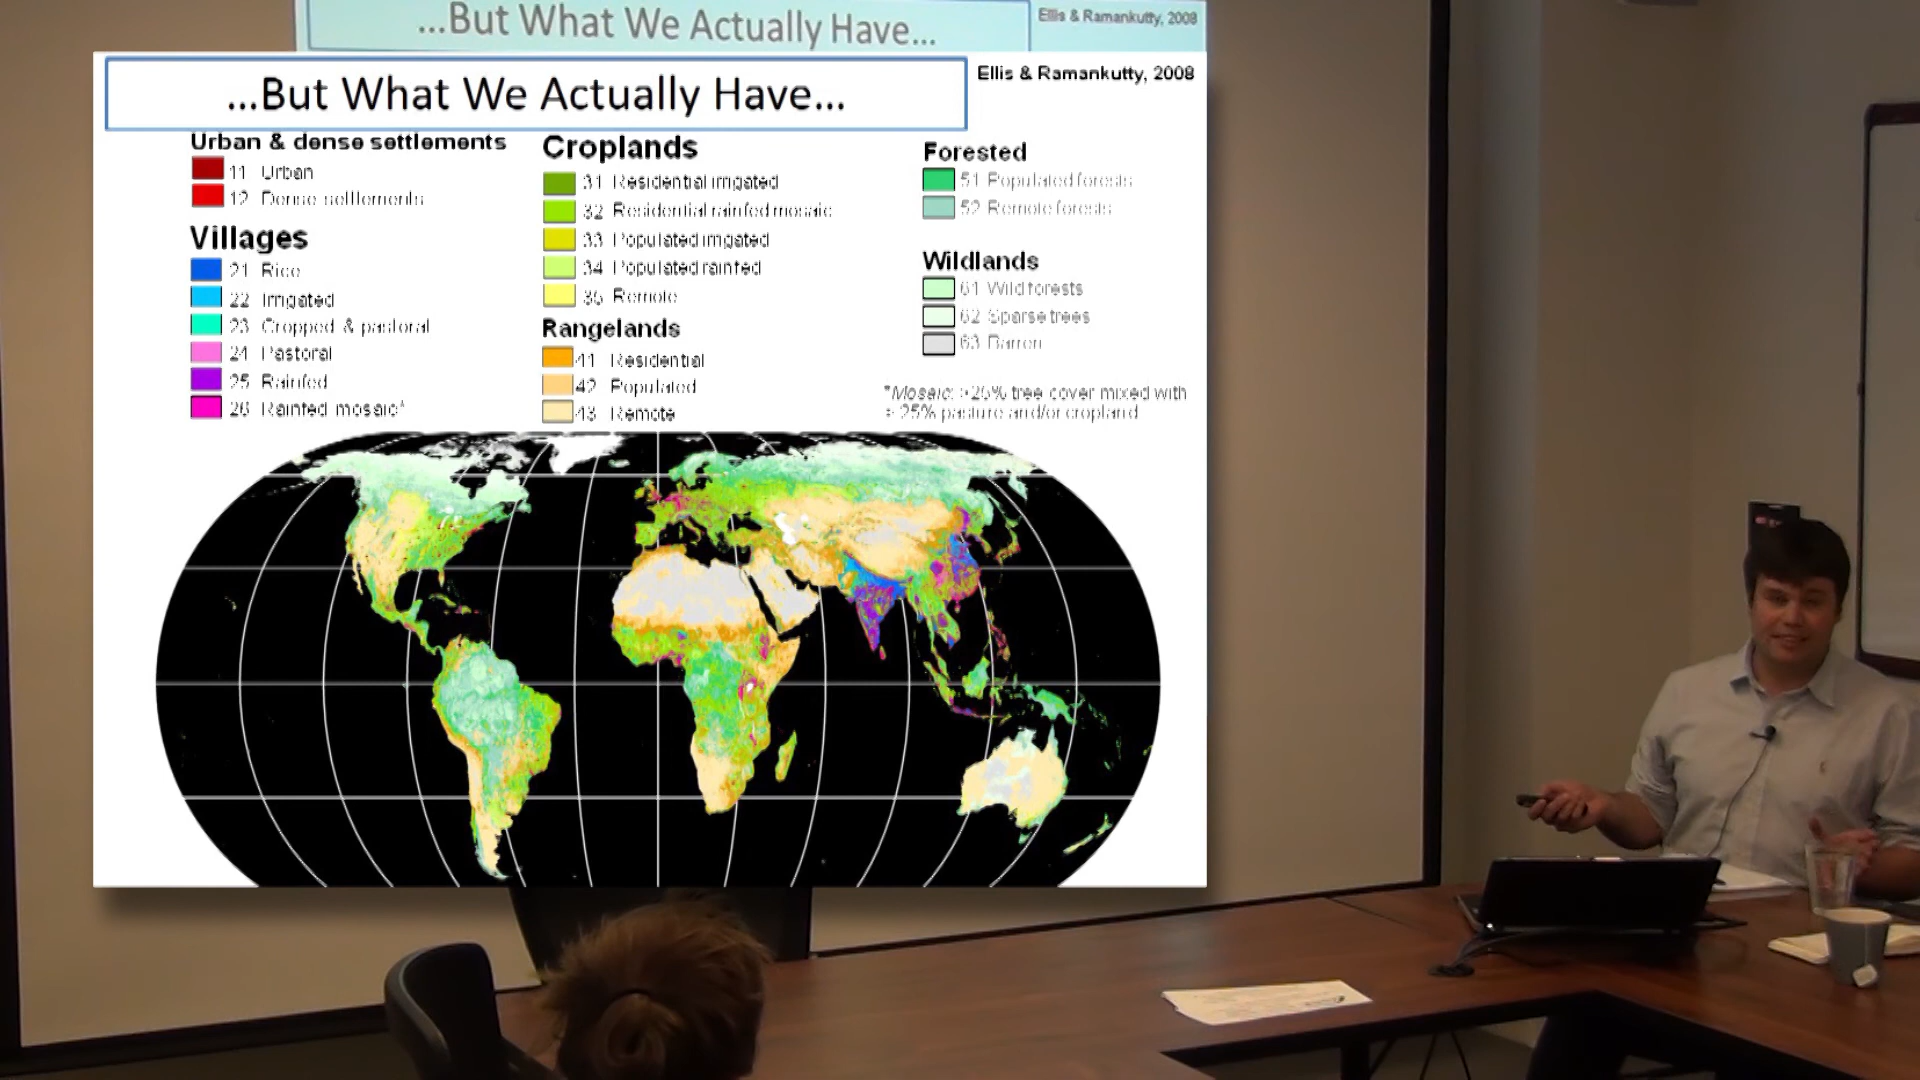 ...But What We Actually Have...
Ellis & Ramankutty, 2008
...But What We Actually Have...
Ellis & Ramankutty, 2008
Urban & dense settlements
11 Urban
12 Dense settlements
Villages
21 Rice
22 Irrigated
23 Cropped & pastoral
24 Pastoral
25 Rainfed
26 Rainfed mosaic*
Croplands
31 Residential irrigated
32 Residential rainfed mosaic
33 Populated irrigated
34 Populated rainfed
35 Remote
Rangelands
41 Residential
42 Populated
43 Remote
Forested
51 Populated forests
52 Remote forests
Wildlands
61 Wild forests
62 Sparse trees
63 Barren
*Mosaic: >25% tree cover mixed with
> 25% pasture and/or cropland